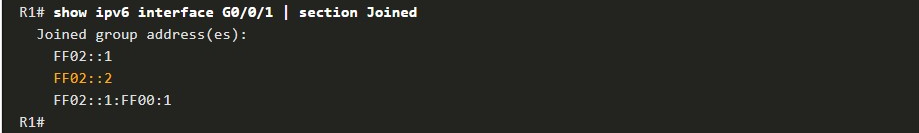 R1# show ipv6 interface G0/0/1 | section Joined
Joined group address(es):
FF02::1
FF02::2
FF02::1:FF00:1
R1#